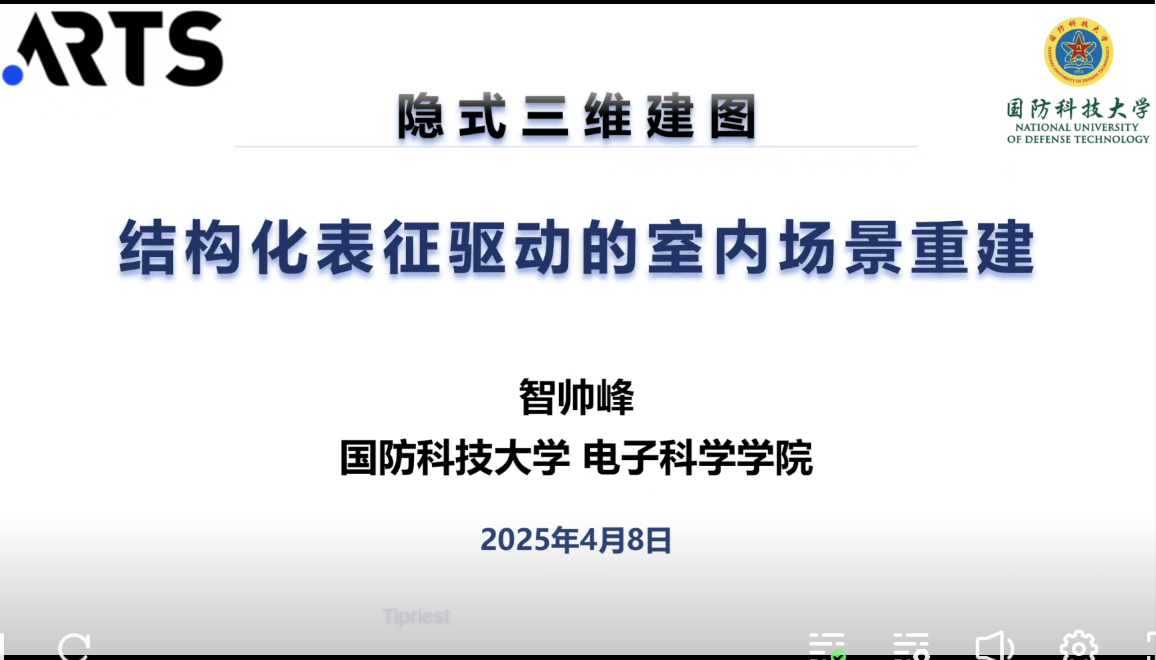 ARTS
国防科技大学
NATIONAL UNIVERSITY
OF DEFENSE TECHNOLOGY
隐式三维建图
结构化表征驱动的室内场景重建
智帅峰
国防科技大学 电子科学学院
2025年4月8日
Tipriest